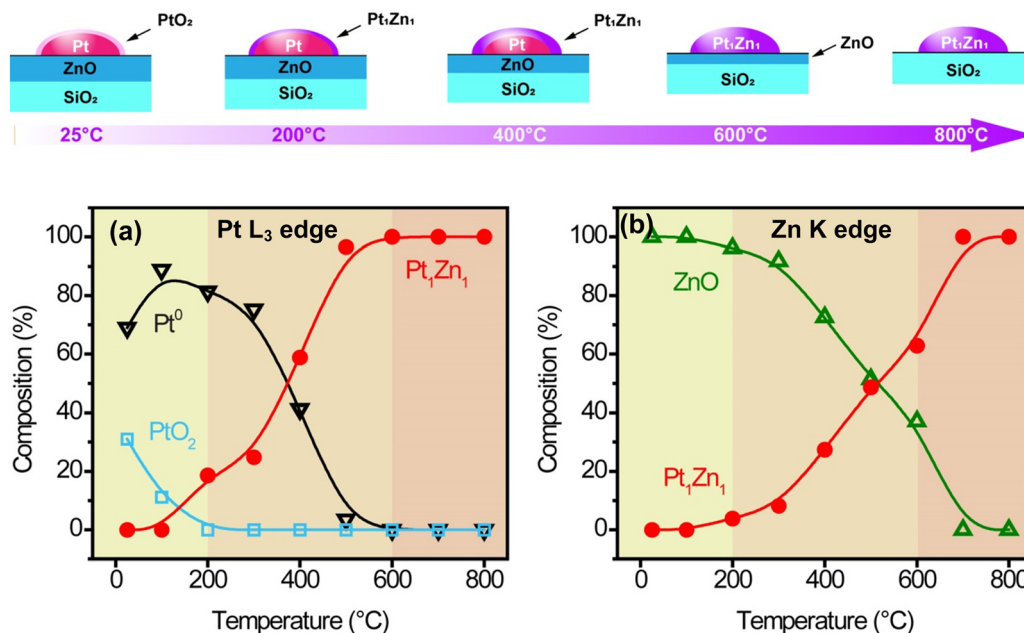 PtO₂ Pt₁Zn₁ Pt₁Zn₁
Pt Pt Pt Pt₁Zn₁ ZnO Pt₁Zn₁
ZnO ZnO ZnO
SiO₂ SiO₂ SiO₂ SiO₂ SiO₂
25°C 200°C 400°C 600°C 800°C
(a) Pt L₃ edge
100
80
60
40
20
0
Composition (%)
Pt₁Zn₁
Pt⁰
PtO₂
0 200 400 600 800
Temperature (°C)
(b) Zn K edge
100
80
60
40
20
0
Composition (%)
ZnO
Pt₁Zn₁
0 200 400 600 800
Temperature (°C)